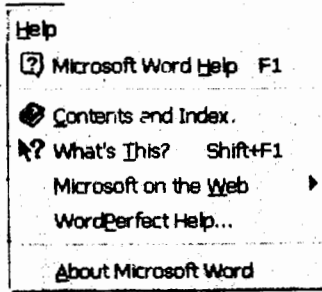 Help
Microsoft Word Help F1
Contents and Index.
What's This? Shift+F1
Microsoft on the Web
WordPerfect Help...
About Microsoft Word